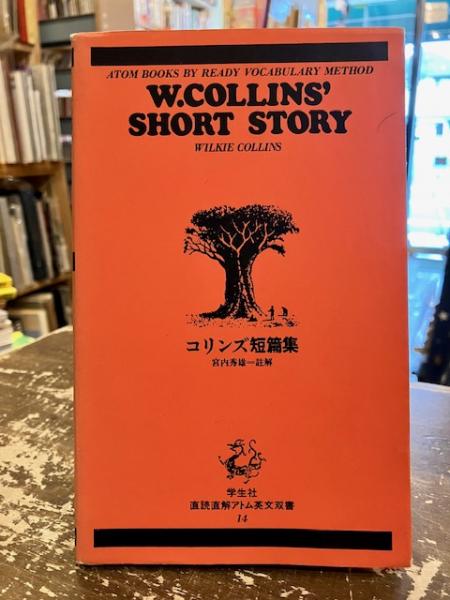 ATOM BOOKS BY READY VOCABULARY METHOD
W.COLLINS'
SHORT STORY
WILKIE COLLINS
コリンズ短篇集
宮内秀雄=註解
学生社
直読直解アトム英文双書
14